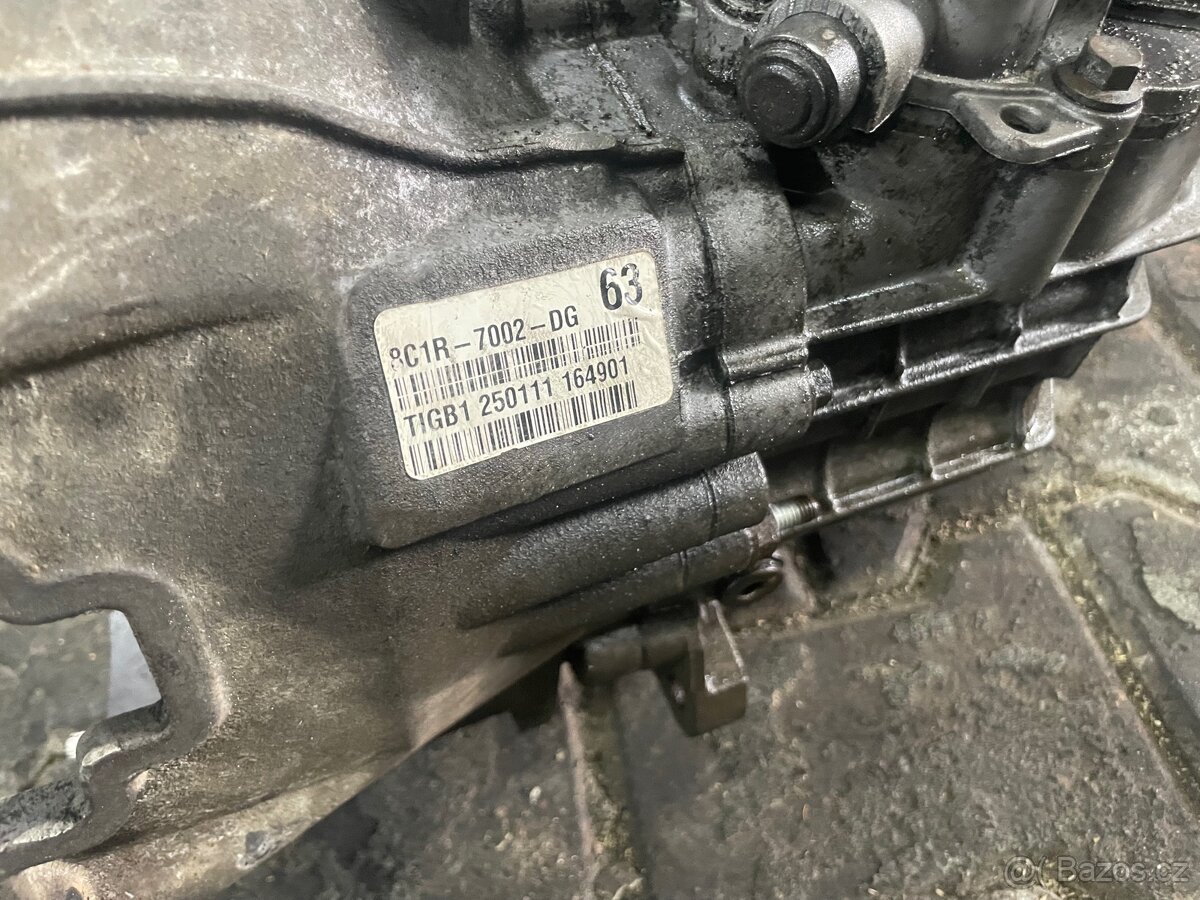 63
8C1R-7002-DG
TIGB1 250111 164901
Bazos.cz